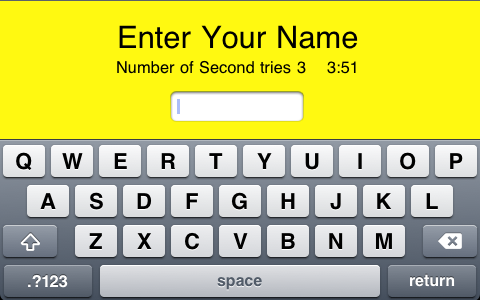 Enter Your Name
Number of Second tries 3 3:51
Q W E R T Y U I O P
A S D F G H J K L
Z X C V B N M
.?123 space return